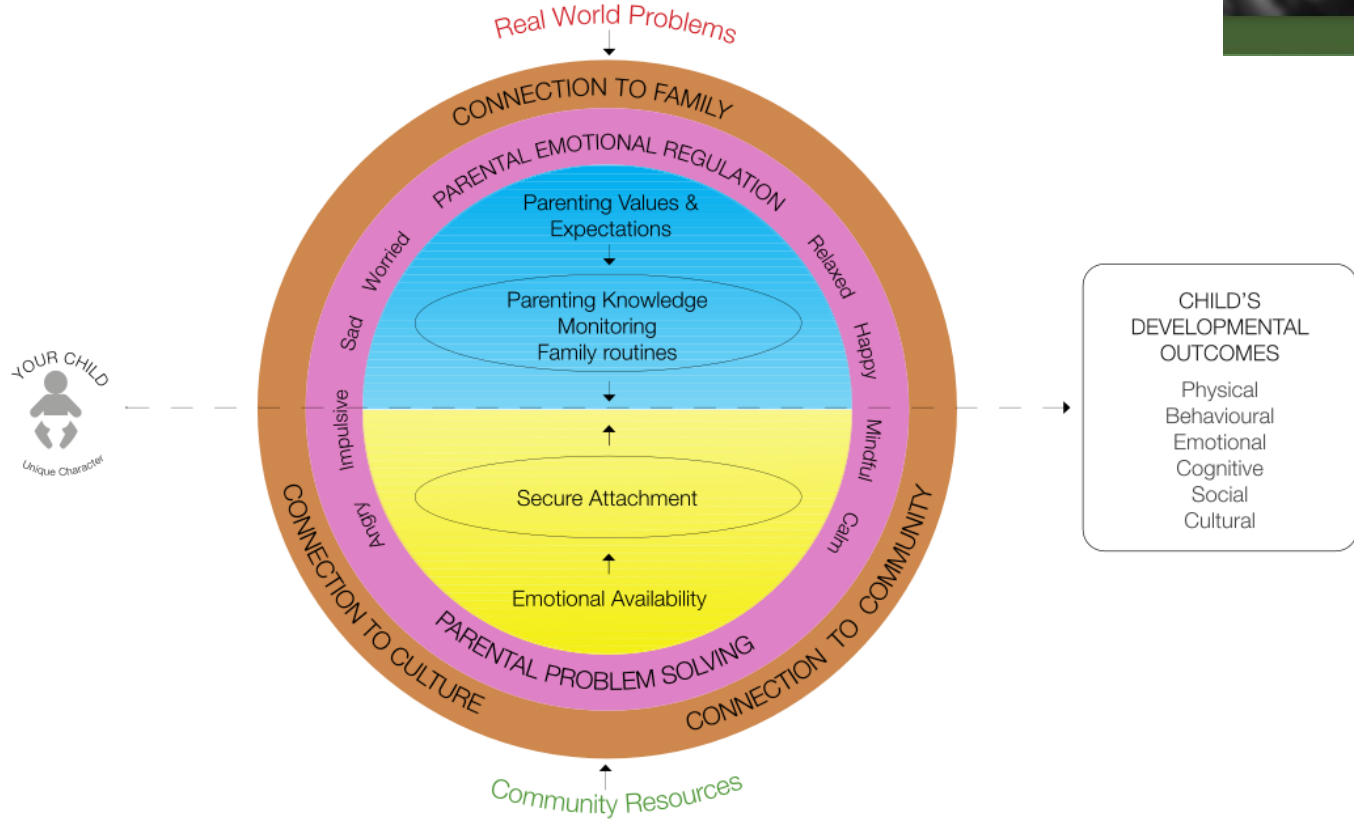 Real World Problems
CONNECTION TO FAMILY
PARENTAL EMOTIONAL REGULATION
Parenting Values &
Expectations
Worried
Relaxed
Parenting Knowledge
Monitoring
Family routines
Sad
Happy
YOUR CHILD
Unique Character
Impulsive
Mindful
Angry
Calm
Secure Attachment
Emotional Availability
PARENTAL PROBLEM SOLVING
CONNECTION TO CULTURE
CONNECTION TO COMMUNITY
Community Resources
CHILD'S
DEVELOPMENTAL
OUTCOMES
Physical
Behavioural
Emotional
Cognitive
Social
Cultural